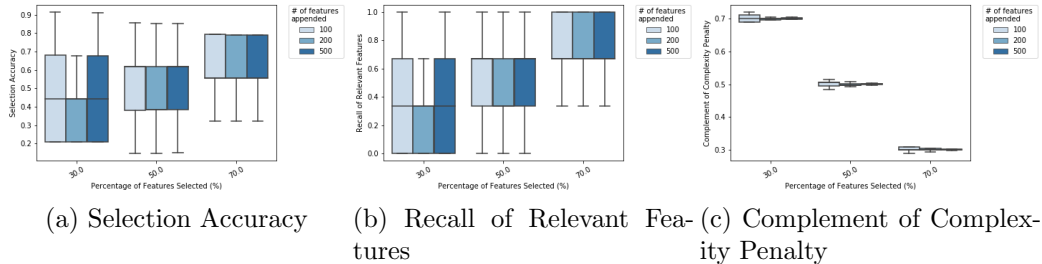 # of features
appended
100
200
500
Selection Accuracy
0.9
0.8
0.7
0.6
0.5
0.4
0.3
0.2
30.0
50.0
70.0
Percentage of Features Selected (%)
(a) Selection Accuracy
# of features
appended
100
200
500
Recall of Relevant Features
1.0
0.8
0.6
0.4
0.2
0.0
30.0
50.0
70.0
Percentage of Features Selected (%)
(b) Recall of Relevant Fea-
tures
# of features
appended
100
200
500
Complement of Complexity Penalty
0.7
0.6
0.5
0.4
0.3
30.0
50.0
70.0
Percentage of Features Selected (%)
(c) Complement of Complex-
ity Penalty